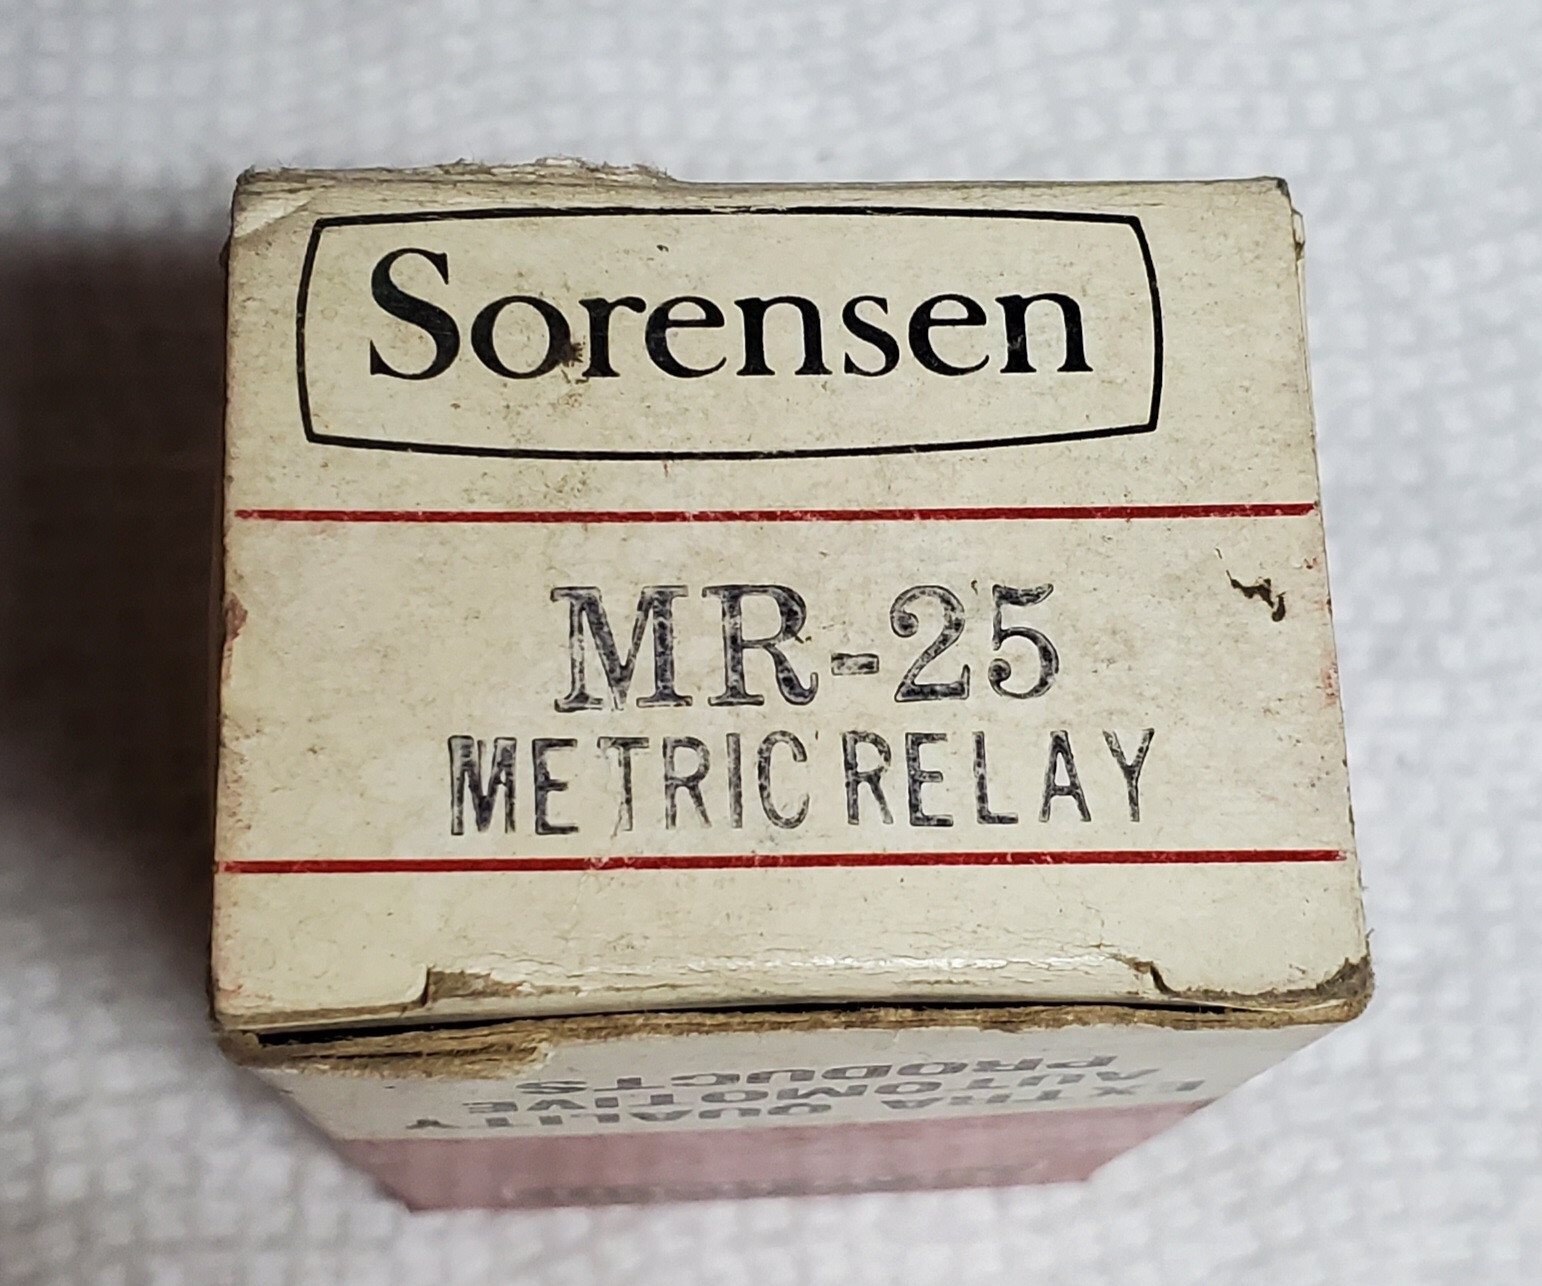 Sorensen
MR-25
METRIC RELAY
EXTRA QUALITY
AUTOMOTIVE
PRODUCTS